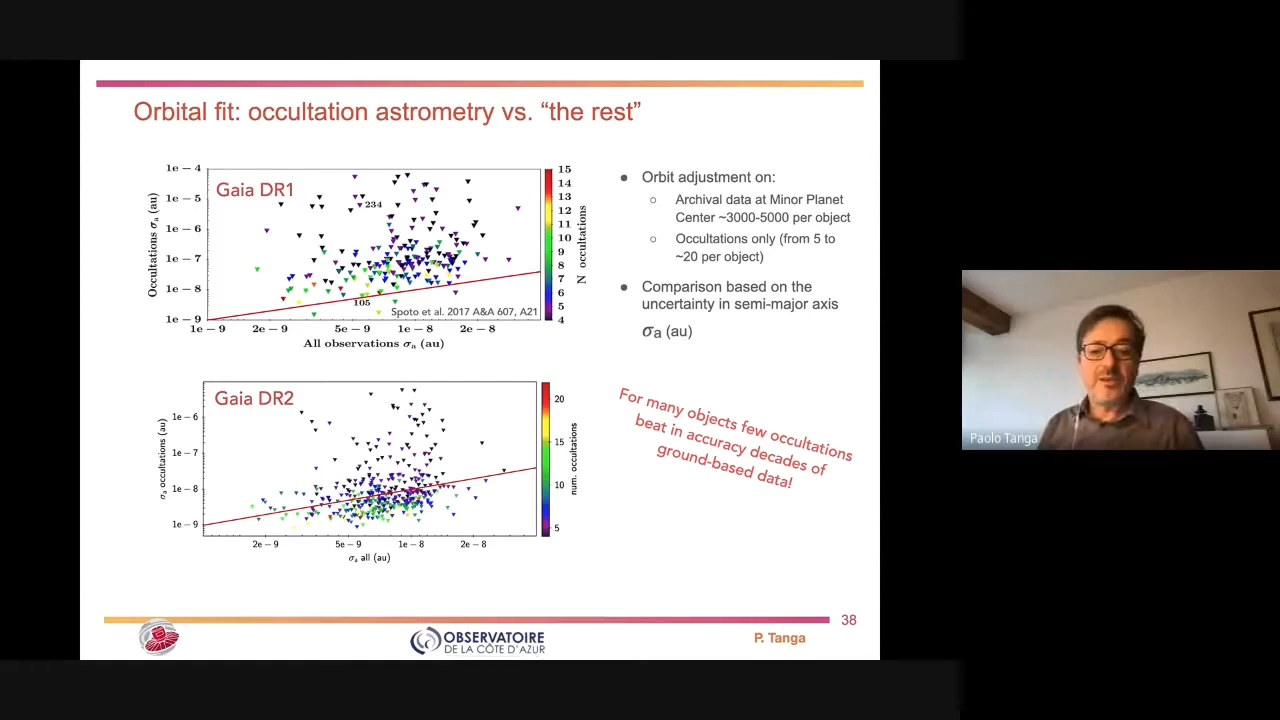 Orbital fit: occultation astrometry vs. “the rest”
Gaia DR1
1e − 4
1e − 5
1e − 6
1e − 7
1e − 8
1e − 9
Occultations σa (au)
234
105
Spoto et al. 2017 A&A 607, A21
1e − 9
2e − 9
5e − 9
1e − 8
2e − 8
All observations σa (au)
15
14
13
12
11
10
9
8
7
6
5
4
N occultations
Gaia DR2
1e − 6
1e − 7
1e − 8
1e − 9
σa occultations (au)
2e − 9
5e − 9
1e − 8
2e − 8
σa all (au)
20
15
10
5
num. occultations
● Orbit adjustment on:
○ Archival data at Minor Planet
Center ~3000-5000 per object
○ Occultations only (from 5 to
~20 per object)
● Comparison based on the
uncertainty in semi-major axis
σa (au)
For many objects few occultations
beat in accuracy decades of
ground-based data!
OBSERVATOIRE
DE LA CÔTE D'AZUR
P. Tanga
38
Paolo Tanga